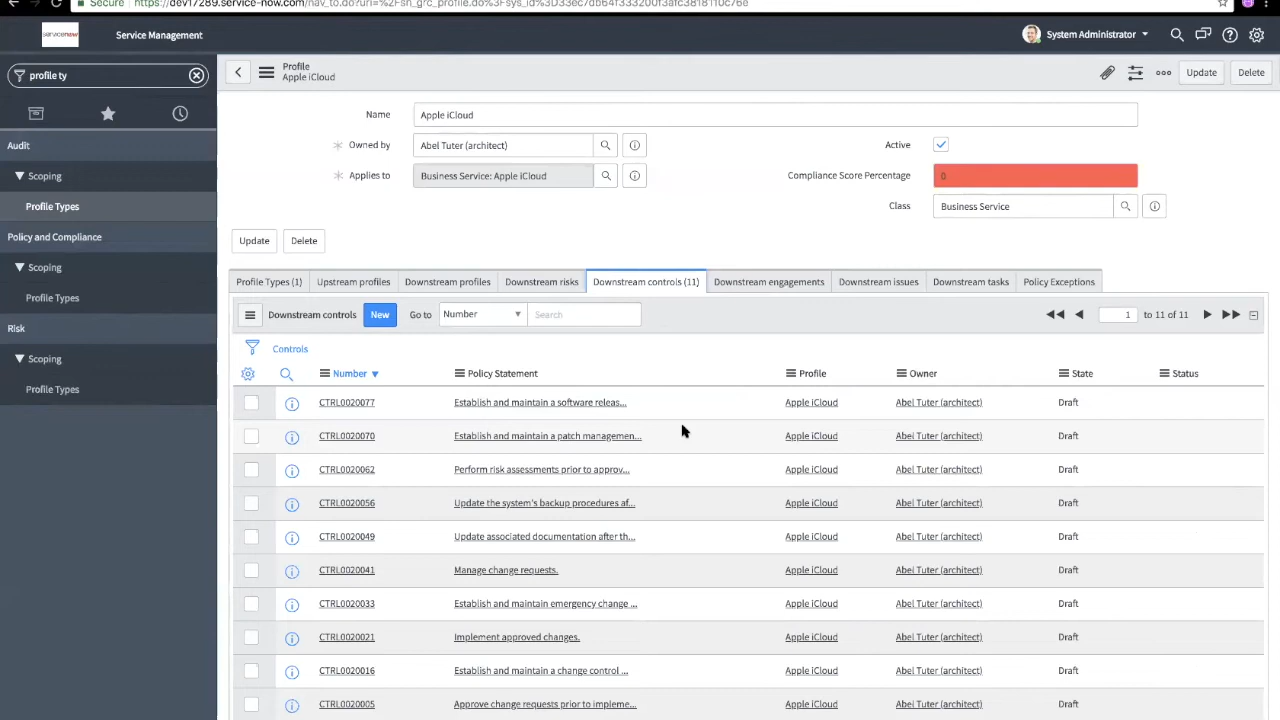 Secure
https://dev17289.service-now.com/nav_to.do?uri=%2Fsn_grc_profile.do%3Fsys_id%3D33ec7db64f333200f3afc3818110c76e
servicenow
Service Management
System Administrator
profile ty
Audit
Scoping
Profile Types
Policy and Compliance
Scoping
Profile Types
Risk
Scoping
Profile Types
Profile
Apple iCloud
Update
Delete
Name
Apple iCloud
Owned by
Abel Tuter (architect)
Active
Applies to
Business Service: Apple iCloud
Compliance Score Percentage
0
Class
Business Service
Update
Delete
Profile Types (1)
Upstream profiles
Downstream profiles
Downstream risks
Downstream controls (11)
Downstream engagements
Downstream issues
Downstream tasks
Policy Exceptions
Downstream controls
New
Go to
Number
Search
1
to 11 of 11
Controls
Number
Policy Statement
Profile
Owner
State
Status
CTRL0020077 Establish and maintain a software releas... Apple iCloud Abel Tuter (architect) Draft
CTRL0020070 Establish and maintain a patch managemen... Apple iCloud Abel Tuter (architect) Draft
CTRL0020062 Perform risk assessments prior to approv... Apple iCloud Abel Tuter (architect) Draft
CTRL0020056 Update the system's backup procedures af... Apple iCloud Abel Tuter (architect) Draft
CTRL0020049 Update associated documentation after th... Apple iCloud Abel Tuter (architect) Draft
CTRL0020041 Manage change requests. Apple iCloud Abel Tuter (architect) Draft
CTRL0020033 Establish and maintain emergency change ... Apple iCloud Abel Tuter (architect) Draft
CTRL0020021 Implement approved changes. Apple iCloud Abel Tuter (architect) Draft
CTRL0020016 Establish and maintain a change control ... Apple iCloud Abel Tuter (architect) Draft
CTRL0020005 Approve change requests prior to impleme... Apple iCloud Abel Tuter (architect) Draft